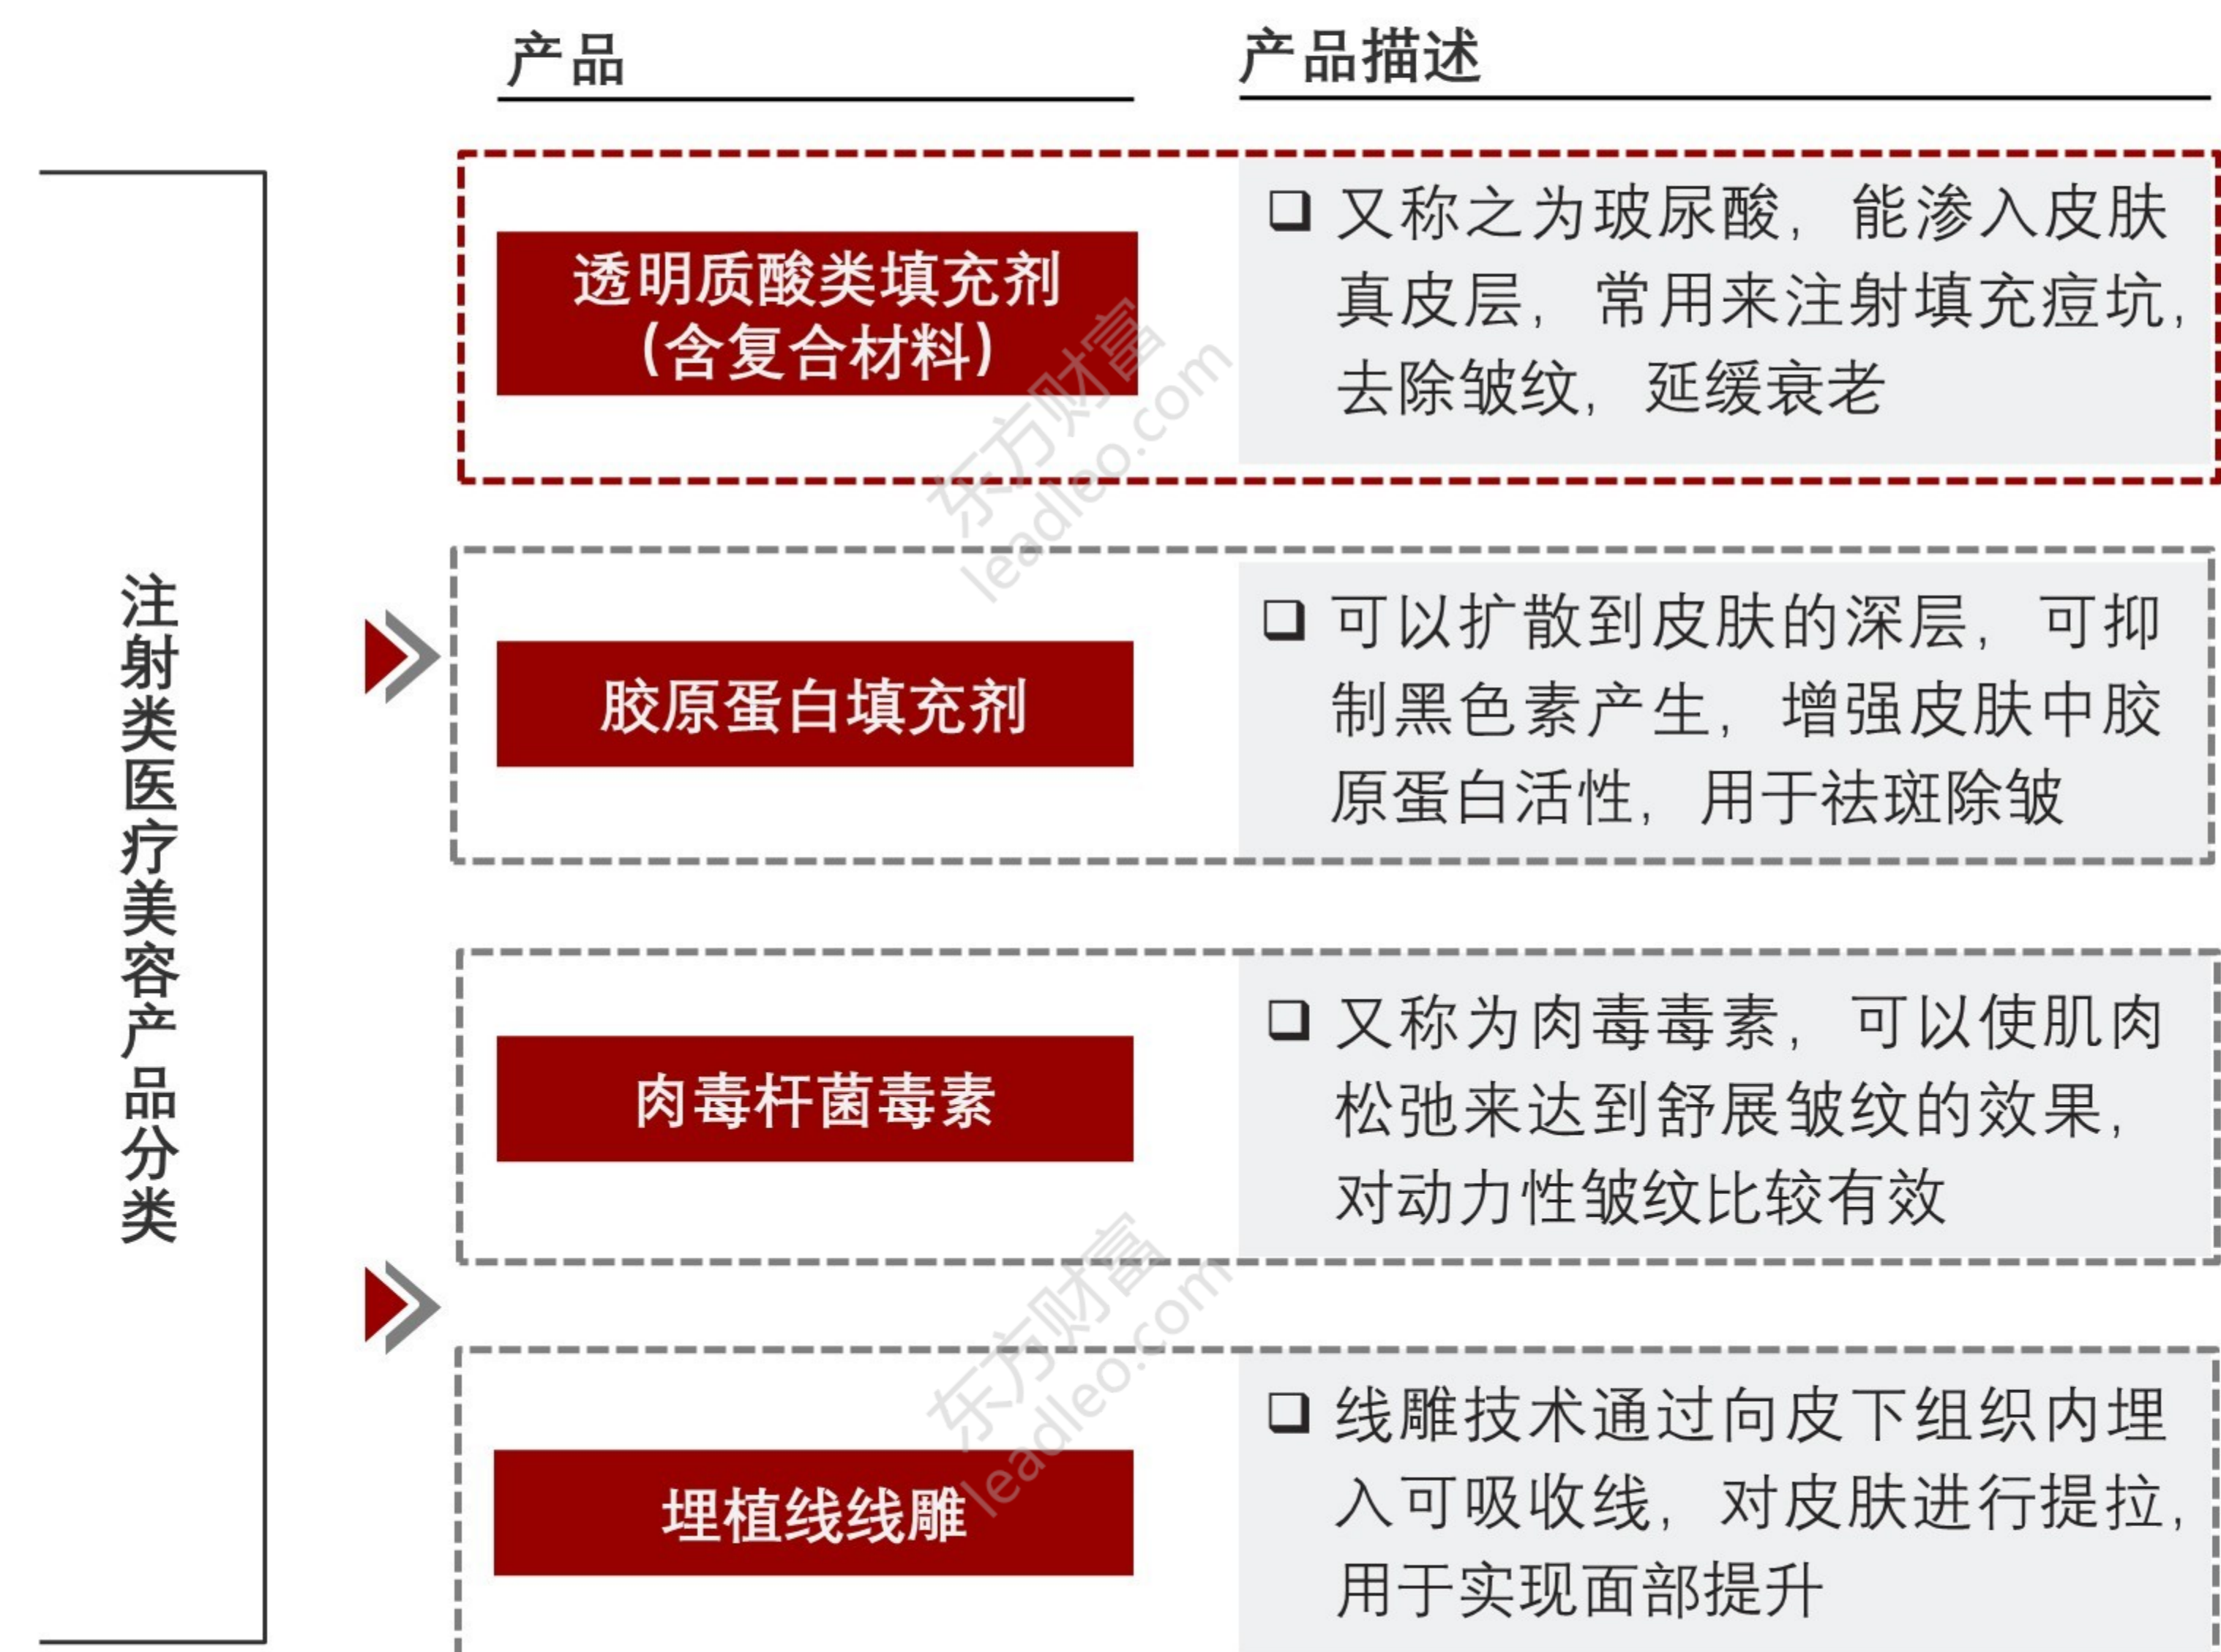 产品
产品描述
注射类医疗美容产品分类
透明质酸类填充剂
(含复合材料)
又称之为玻尿酸，能渗入皮肤
真皮层，常用来注射填充痘坑，
去除皱纹，延缓衰老
胶原蛋白填充剂
可以扩散到皮肤的深层，可抑
制黑色素产生，增强皮肤中胶
原蛋白活性，用于祛斑除皱
肉毒杆菌毒素
又称为肉毒毒素，可以使肌肉
松弛来达到舒展皱纹的效果，
对动力性皱纹比较有效
埋植线线雕
线雕技术通过向皮下组织内埋
入可吸收线，对皮肤进行提拉，
用于实现面部提升
东方财富
leadleo.com
东方财富
leadleo.com